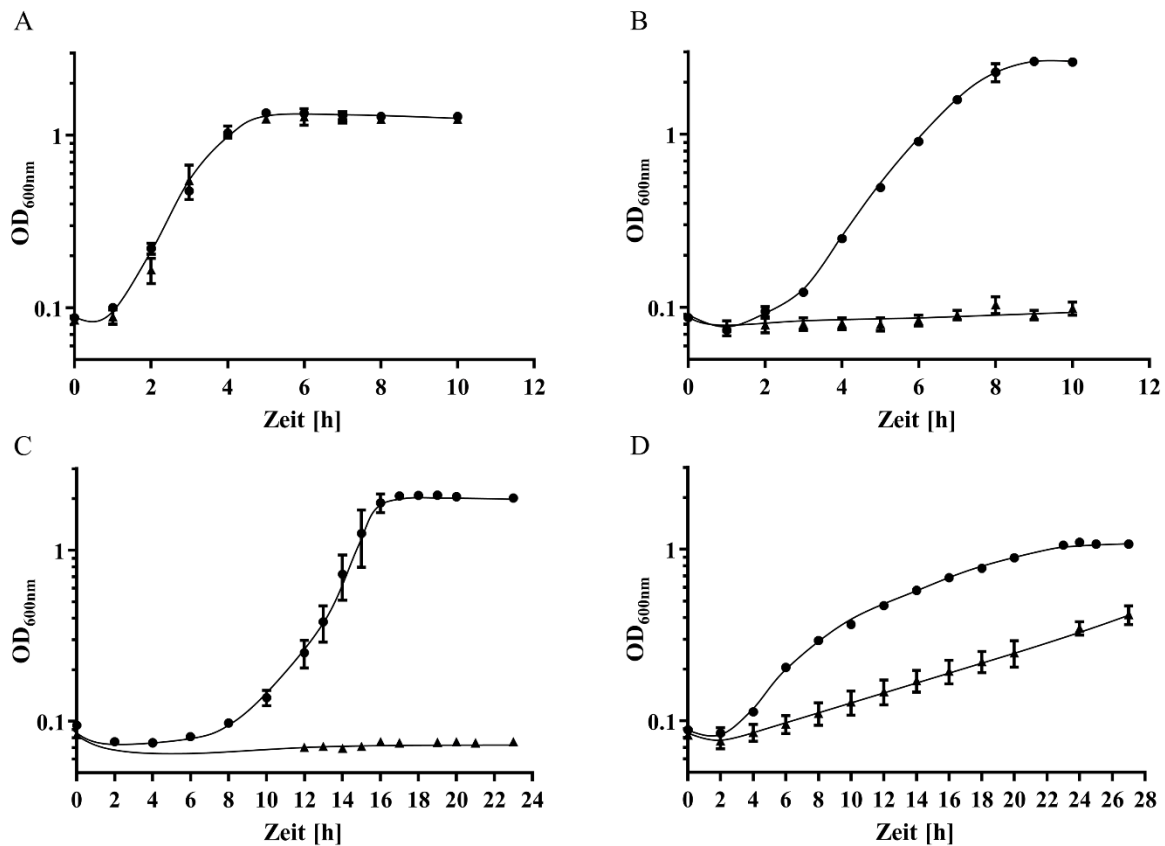 A
OD600nm
1
0.1
0 2 4 6 8 10 12
Zeit [h]
B
OD600nm
1
0.1
0 2 4 6 8 10 12
Zeit [h]
C
OD600nm
1
0.1
0 2 4 6 8 10 12 14 16 18 20 22 24
Zeit [h]
D
OD600nm
1
0.1
0 2 4 6 8 10 12 14 16 18 20 22 24 26 28
Zeit [h]